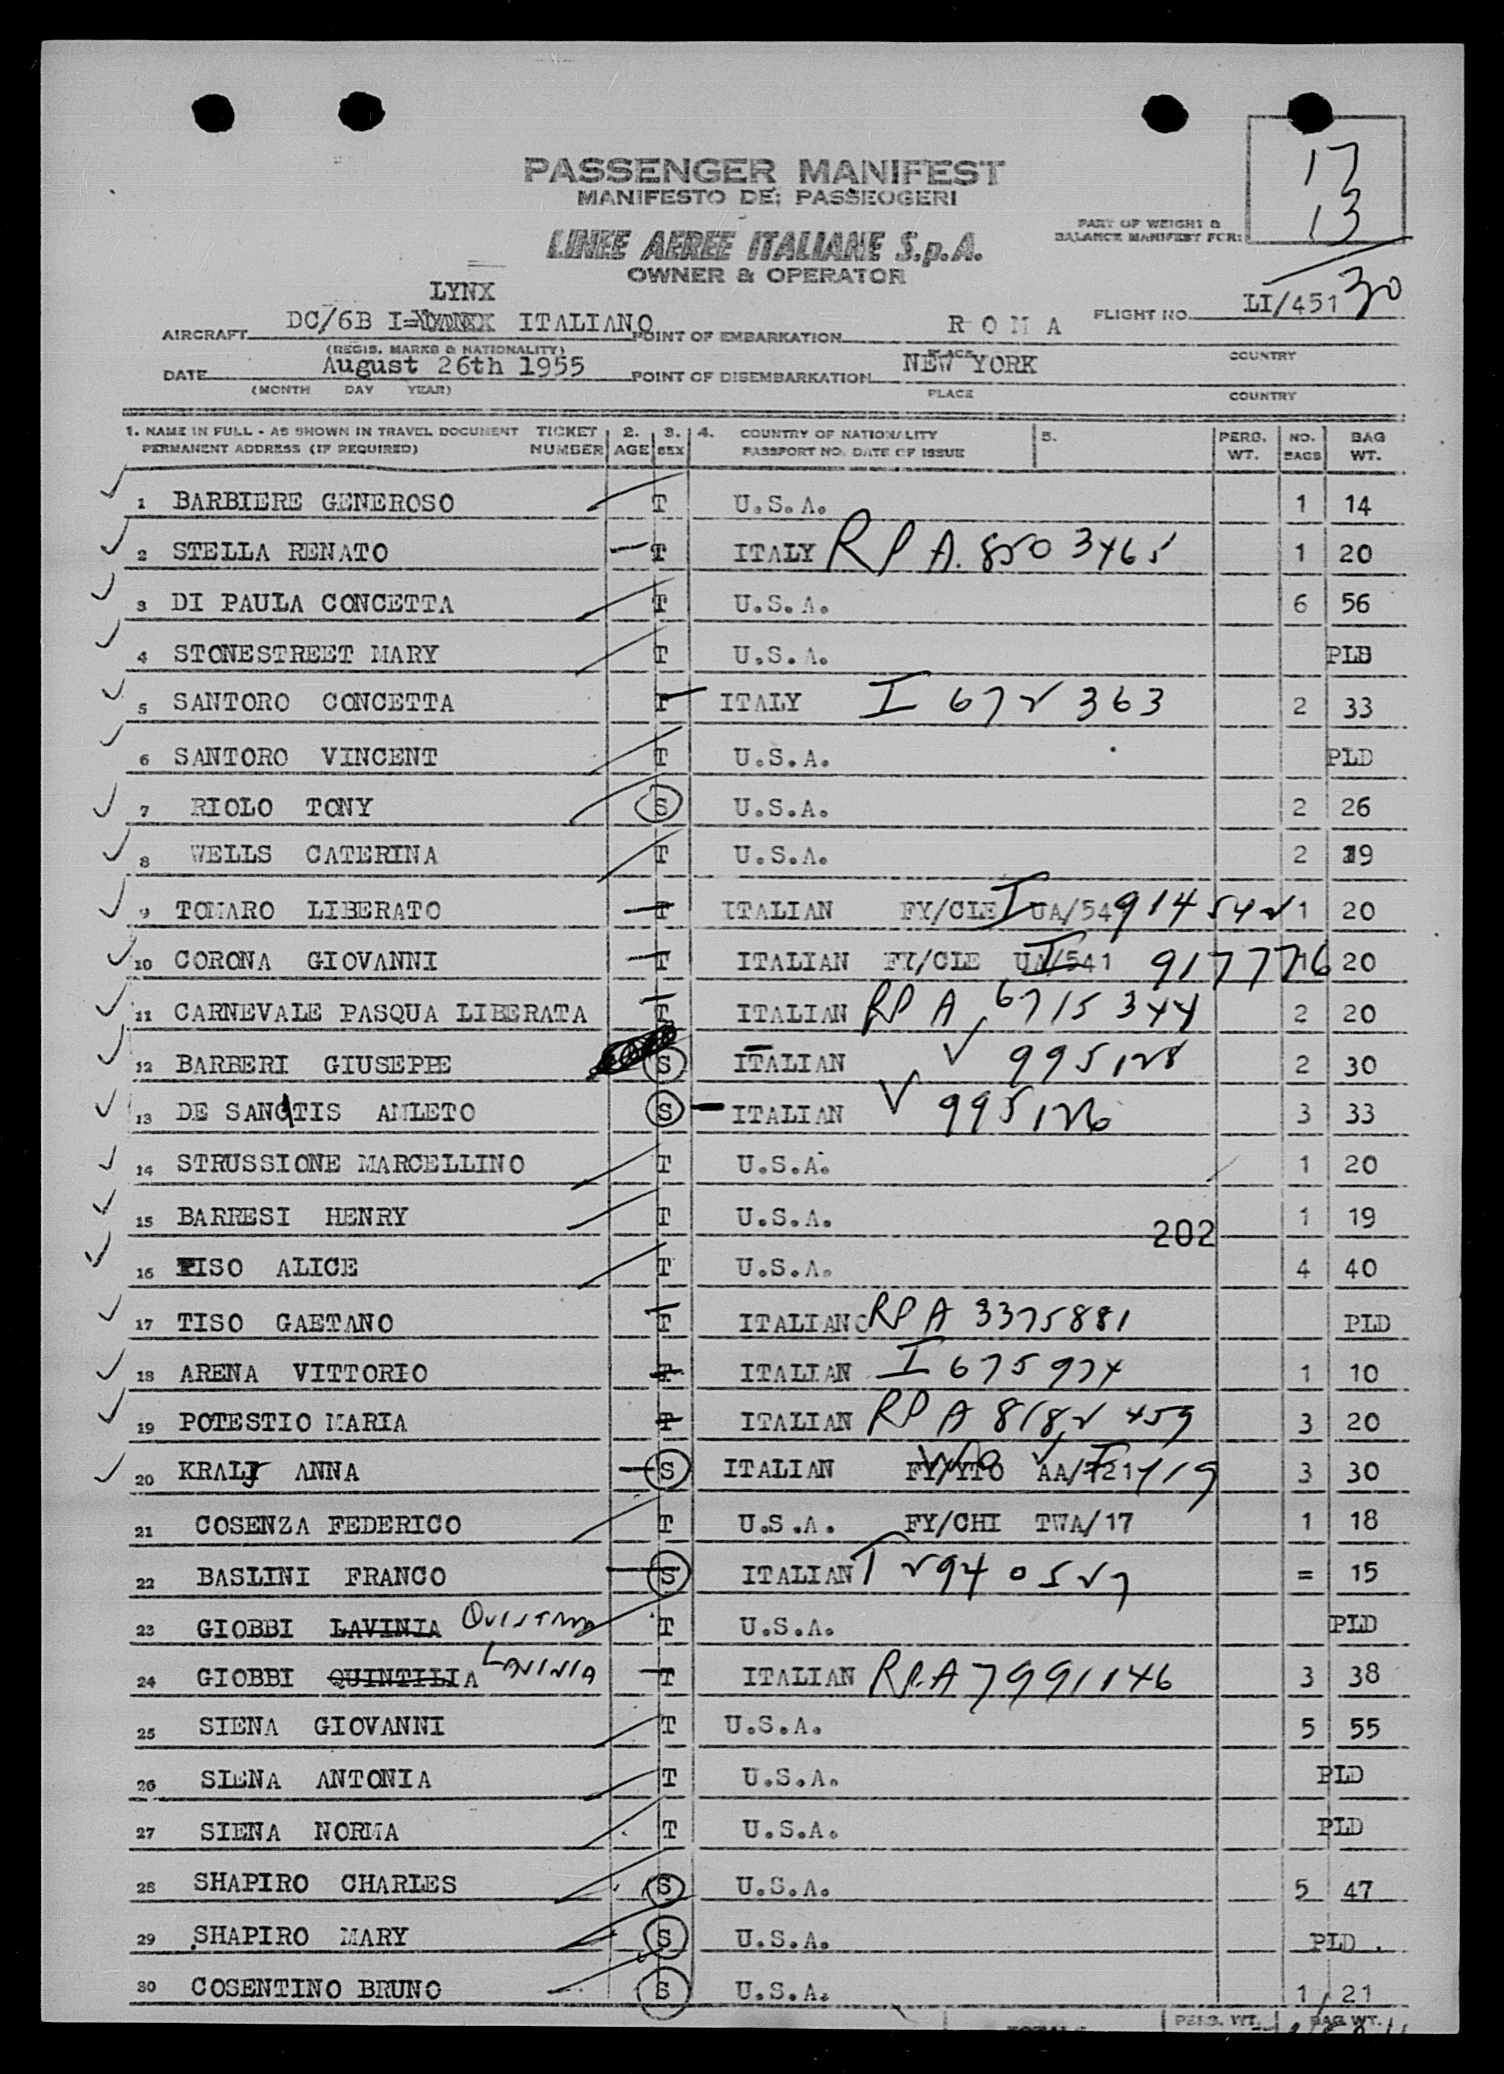 17
13
30
PASSENGER MANIFEST
MANIFESTO DEI PASSEGGERI
PART OF WEIGHT & BALANCE MANIFEST FOR:
LINEE AEREE ITALIANE S.p.A.
OWNER & OPERATOR
LYNX
AIRCRAFT DC/6B I= ITALIANO POINT OF EMBARKATION R O M A FLIGHT NO. LI/451
(REGIS. MARKS & NATIONALITY) PLACE COUNTRY
DATE August 26th 1955 POINT OF DISEMBARKATION NEW YORK
(MONTH DAY YEAR) PLACE COUNTRY
1. NAME IN FULL - AS SHOWN IN TRAVEL DOCUMENT TICKET 2. 3. 4. COUNTRY OF NATIONALITY 5. PERS. NO. BAG
PERMANENT ADDRESS (IF REQUIRED) NUMBER AGE SEX PASSPORT NO. DATE OF ISSUE WT. BAGS WT.
1 BARBIERE GENEROSO T U.S.A. 1 14
2 STELLA RENATO T ITALY RPA. 8503465 1 20
3 DI PAULA CONCETTA T U.S.A. 6 56
4 STONESTREET MARY T U.S.A. PLD
5 SANTORO CONCETTA T ITALY I 672363 2 33
6 SANTORO VINCENT T U.S.A. PLD
7 RIOLO TONY S U.S.A. 2 26
8 WELLS CATERINA T U.S.A. 2 19
9 TOMARO LIBERATO T ITALIAN FY/CLE UA/54 I 914542 1 20
10 CORONA GIOVANNI T ITALIAN FY/CLE UA/541 I 917776 1 20
11 CARNEVALE PASQUA LIBERATA T ITALIAN RPA 6715344 2 20
12 BARBERI GIUSEPPE S ITALIAN V 995128 2 30
13 DE SANCTIS AMLETO S ITALIAN V 995126 3 33
14 STRUSSIONE MARCELLINO T U.S.A. 1 20
15 BARRESI HENRY T U.S.A. 1 19
202
16 TISO ALICE T U.S.A. 4 40
17 TISO GAETANO T ITALIANO RPA 3375881 PLD
18 ARENA VITTORIO T ITALIAN I 675974 1 10
19 POTESTIO MARIA T ITALIAN RPA 8182459 3 20
20 KRALJ ANNA S ITALIAN FY/YTO 3 30
21 COSENZA FEDERICO T U.S.A. FY/CHI TWA/17 1 18
22 BASLINI FRANCO S ITALIAN I 2940527 = 15
23 GIOBBI LAVINIA T U.S.A. PLD
24 GIOBBI QUINTILIA LAVINIA T ITALIAN RPA 7991146 3 38
25 SIENA GIOVANNI T U.S.A. 5 55
26 SIENA ANTONIA T U.S.A. PLD
27 SIENA NORMA T U.S.A. PLD
28 SHAPIRO CHARLES S U.S.A. 5 47
29 SHAPIRO MARY S U.S.A. PLD
30 COSENTINO BRUNO S U.S.A. 1 21
PERS. WT. BAG WT.